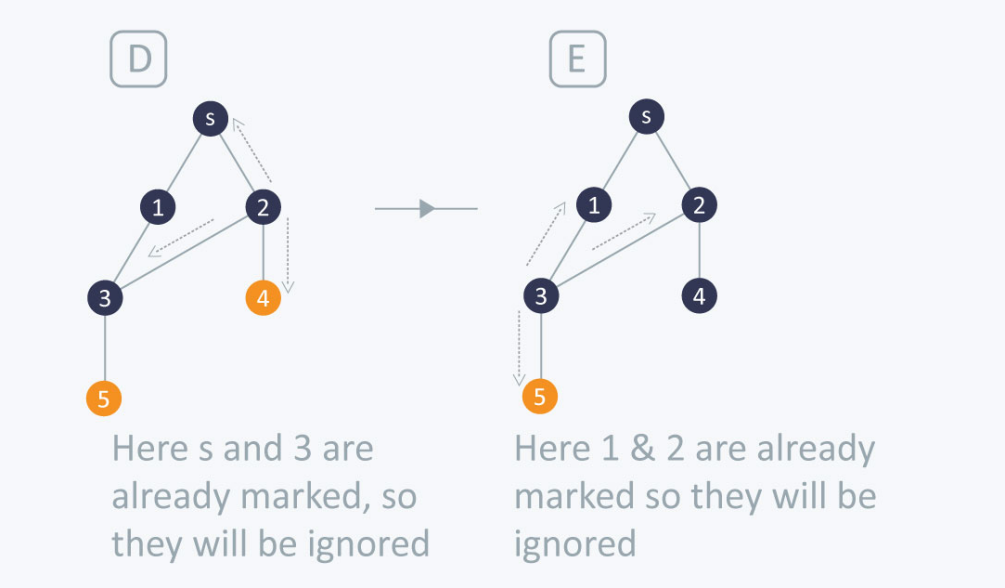 D
E
s
s
1
2
1
2
3
4
3
4
5
5
Here s and 3 are
already marked, so
they will be ignored
Here 1 & 2 are already
marked so they will be
ignored